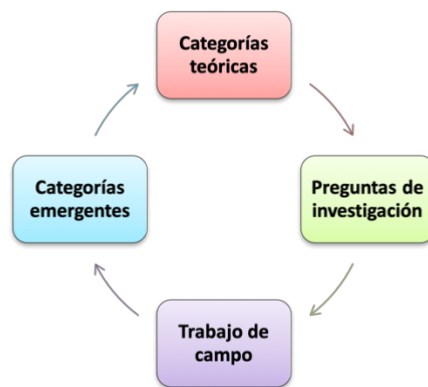 Categorías
teóricas
Preguntas de
investigación
Trabajo de
campo
Categorías
emergentes